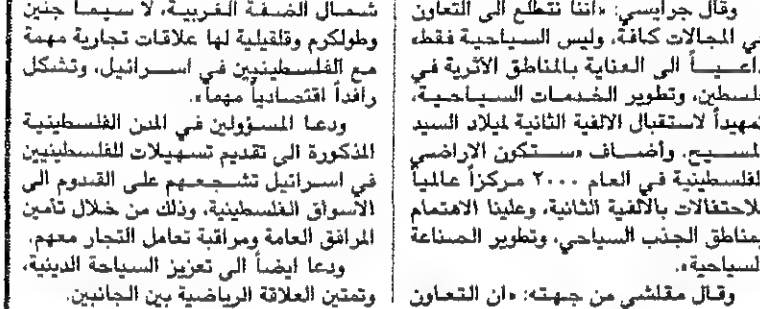 وقال جرايسي: «اننا نتطلع الى التعاون
في المجالات كافة، وليس السياحية فقط»
داعيـــاً الى العناية بالمناطق الاثرية في
فلسطين، وتطوير الخدمات السياحية،
تمهيداً لاستقبال الالفية الثانية لميلاد السيد
المسيح. وأضاف «ستكون الاراضي
الفلسطينية في العام ٢٠٠٠ مركزاً عالمياً
للاحتفالات بالألفية الثانية، وعلينا الاهتمام
بمناطق الجذب السياحي، وتطوير الصناعة
السياحية».
وقال مقلشي من جهته: «ان التعاون
شمال الضفة الغربية، لا سيما جنين
وطولكرم وقلقيلية لها علاقات تجارية مهمة
مع الفلسطينيين في اسرائيل، وتشكل
رافداً اقتصادياً مهماً».
ودعا المسؤولين في المدن الفلسطينية
المذكورة الى تقديم تسهيلات للفلسطينيين
في اسرائيل تشجعهم على القدوم الى
الأسواق الفلسطينية، وذلك من خلال تأمين
المرافق العامة ومراقبة تعامل التجار معهم.
ودعا ايضاً الى تعزيز السياحة الدينية،
وتمتين العلاقة الرياضية بين الجانبين.